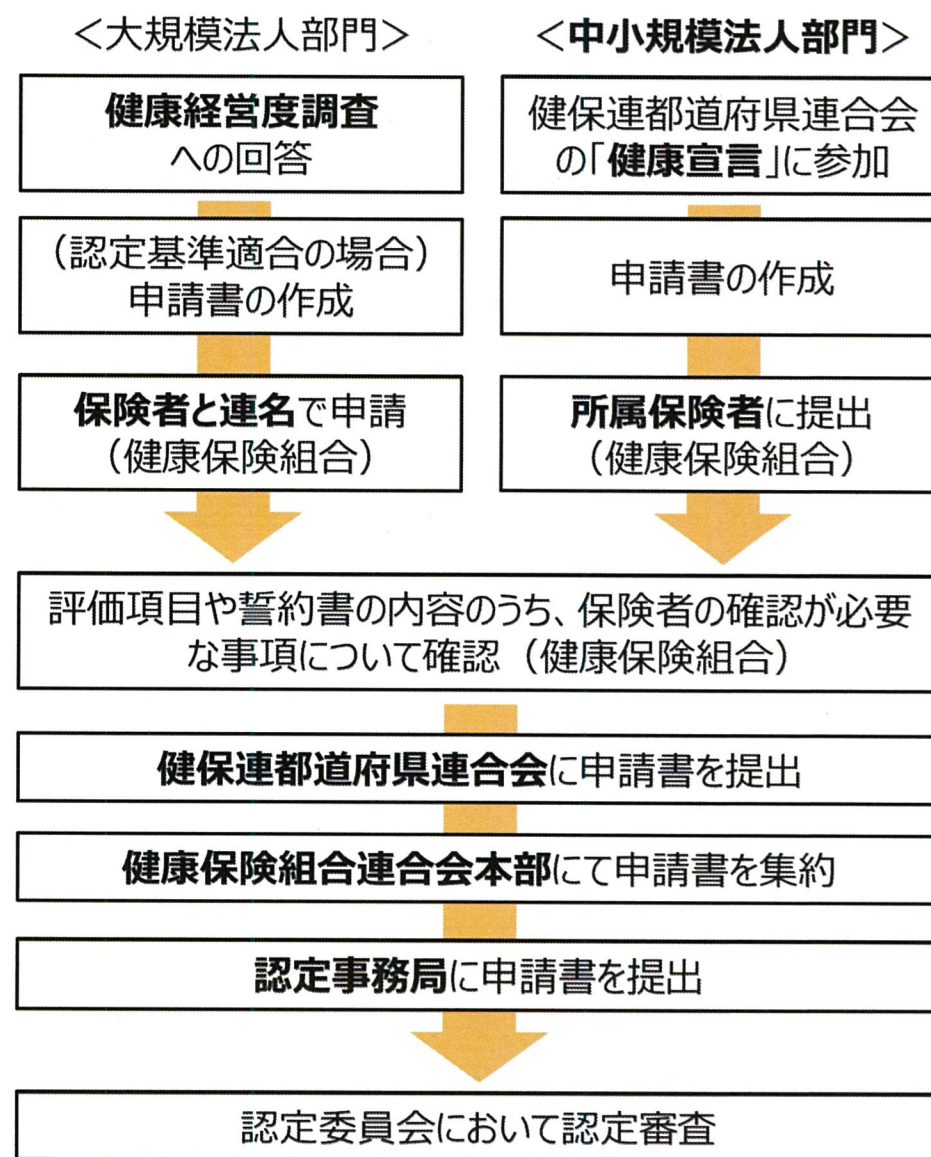 <大規模法人部門>
健康経営度調査
への回答
(認定基準適合の場合)
申請書の作成
保険者と連名で申請
(健康保険組合)
<中小規模法人部門>
健保連都道府県連合会
の「健康宣言」に参加
申請書の作成
所属保険者に提出
(健康保険組合)
評価項目や誓約書の内容のうち、保険者の確認が必要
な事項について確認(健康保険組合)
健保連都道府県連合会に申請書を提出
健康保険組合連合会本部にて申請書を集約
認定事務局に申請書を提出
認定委員会において認定審査